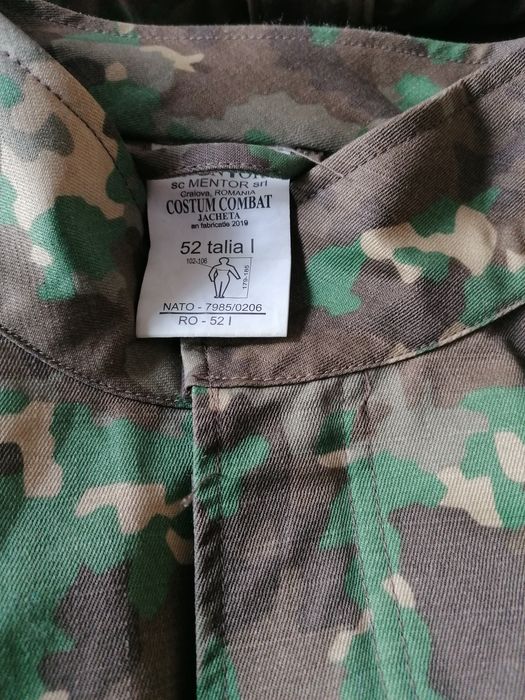 sc MENTOR srl
Craiova, ROMANIA
COSTUM COMBAT
JACHETA
an fabricatie 2019
52 talia I
102-106
179-185
NATO - 7985/0206
RO - 52 I